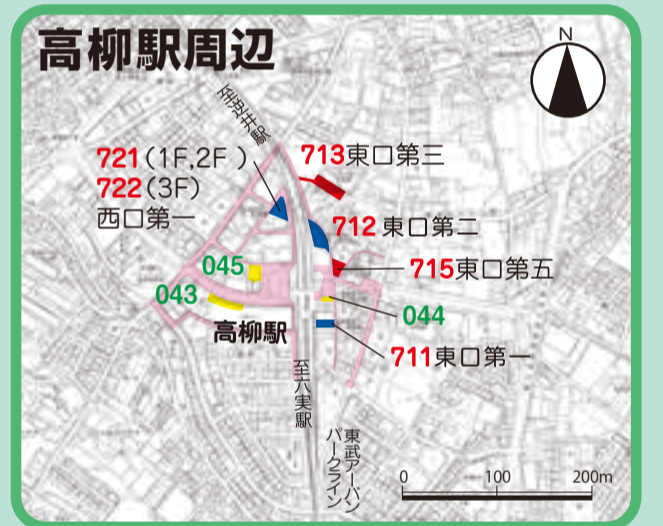 高柳駅周辺
N
至逆井駅
721(1F,2F )
722(3F)
西口第一
713東口第三
712東口第二
715東口第五
045
043
044
高柳駅
711東口第一
至六実駅
東武アーバン
パークライン
0 100 200m